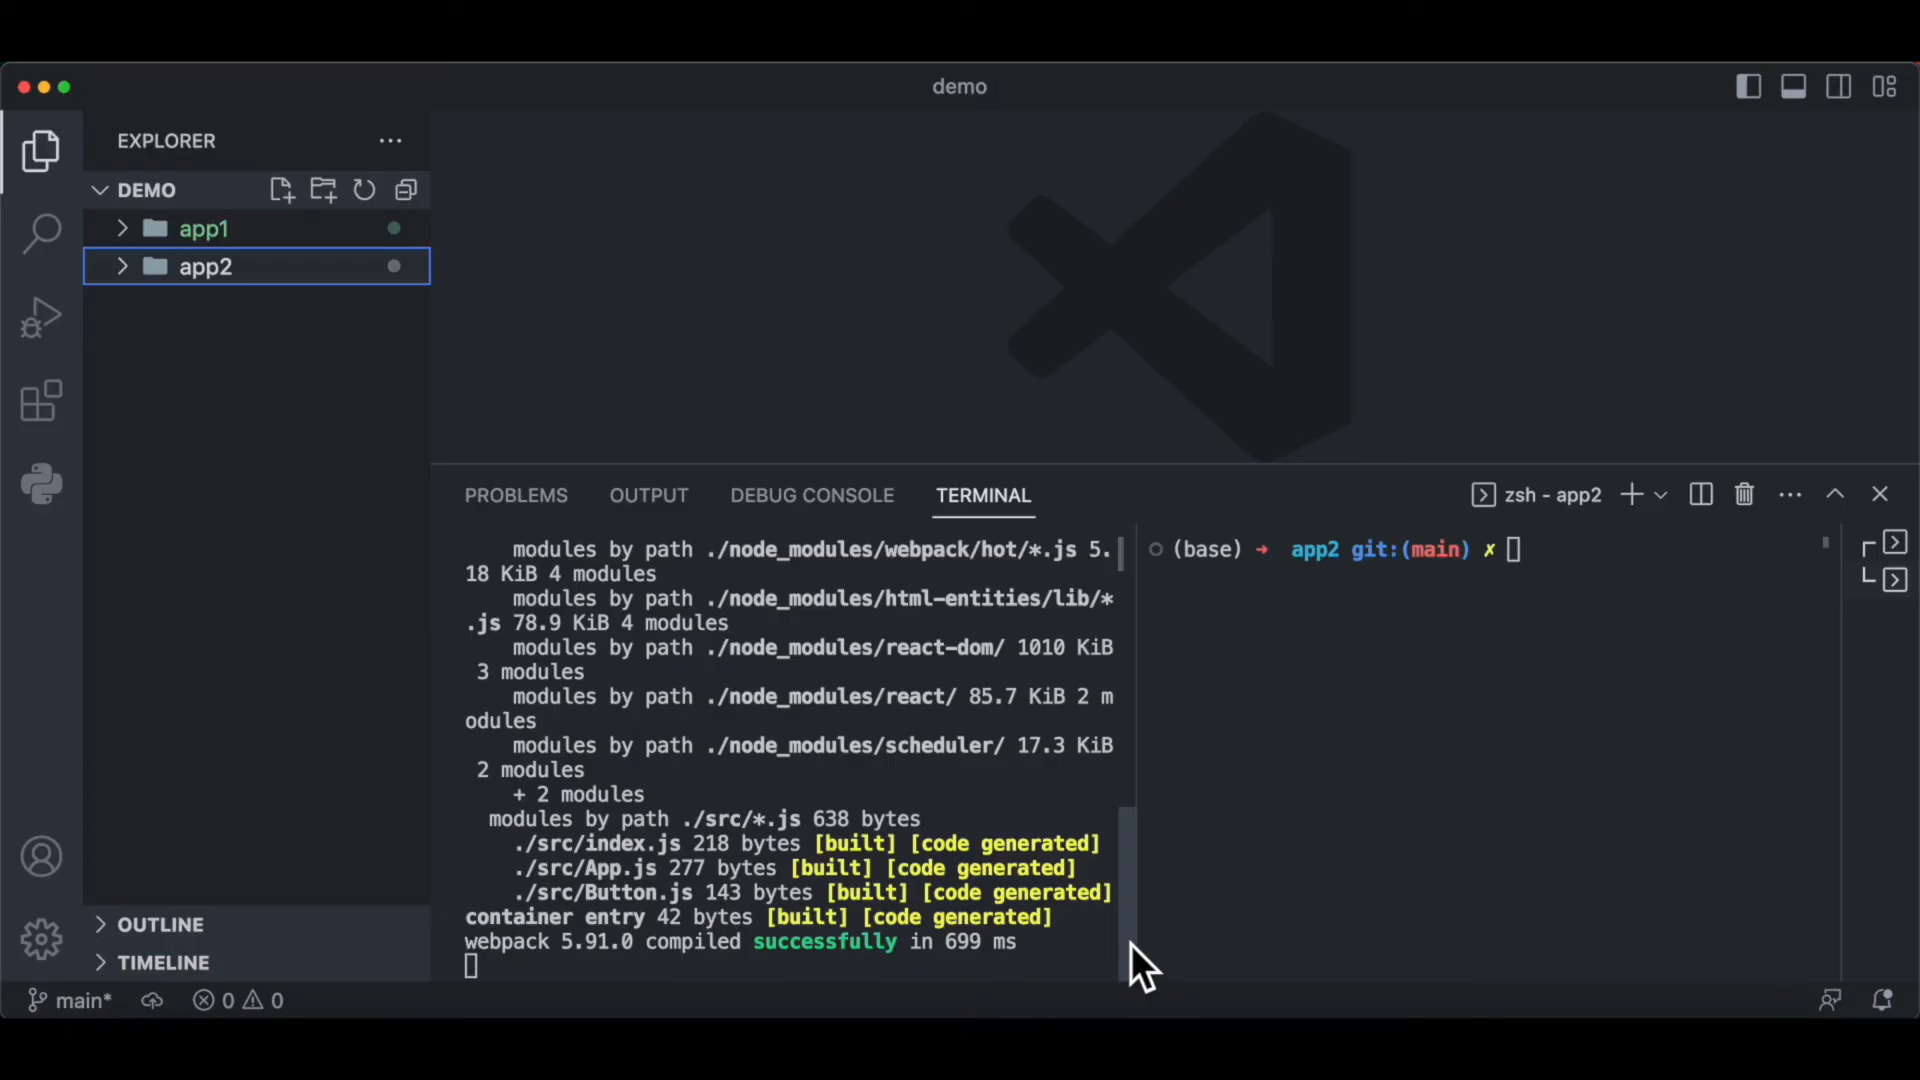 demo
EXPLORER
DEMO
app1
app2
OUTLINE
TIMELINE
PROBLEMS
OUTPUT
DEBUG CONSOLE
TERMINAL
zsh - app2
modules by path ./node_modules/webpack/hot/*.js 5.
18 KiB 4 modules
modules by path ./node_modules/html-entities/lib/*
.js 78.9 KiB 4 modules
modules by path ./node_modules/react-dom/ 1010 KiB
3 modules
modules by path ./node_modules/react/ 85.7 KiB 2 m
odules
modules by path ./node_modules/scheduler/ 17.3 KiB
2 modules
+ 2 modules
modules by path ./src/*.js 638 bytes
./src/index.js 218 bytes [built] [code generated]
./src/App.js 277 bytes [built] [code generated]
./src/Button.js 143 bytes [built] [code generated]
container entry 42 bytes [built] [code generated]
webpack 5.91.0 compiled successfully in 699 ms
(base) ➜ app2 git:(main) ✗
main*
0
0